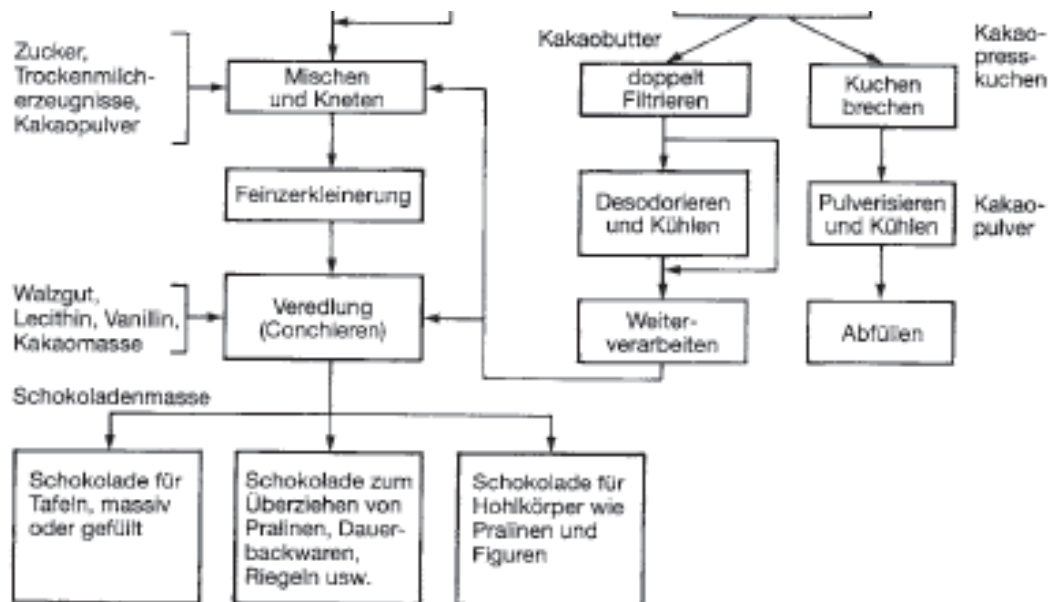 Zucker,
Trockenmilch-
erzeugnisse,
Kakaopulver
Mischen
und Kneten
Feinzerkleinerung
Walzgut,
Lecithin, Vanillin,
Kakaomasse
Veredlung
(Conchieren)
Kakaobutter
doppelt
Filtrieren
Desodorieren
und Kühlen
Weiter-
verarbeiten
Kakao-
press-
kuchen
Kuchen
brechen
Pulverisieren
und Kühlen
Kakao-
pulver
Abfüllen
Schokoladenmasse
Schokolade für
Tafeln, massiv
oder gefüllt
Schokolade zum
Überziehen von
Pralinen, Dauer-
backwaren,
Riegeln usw.
Schokolade für
Hohlkörper wie
Pralinen und
Figuren